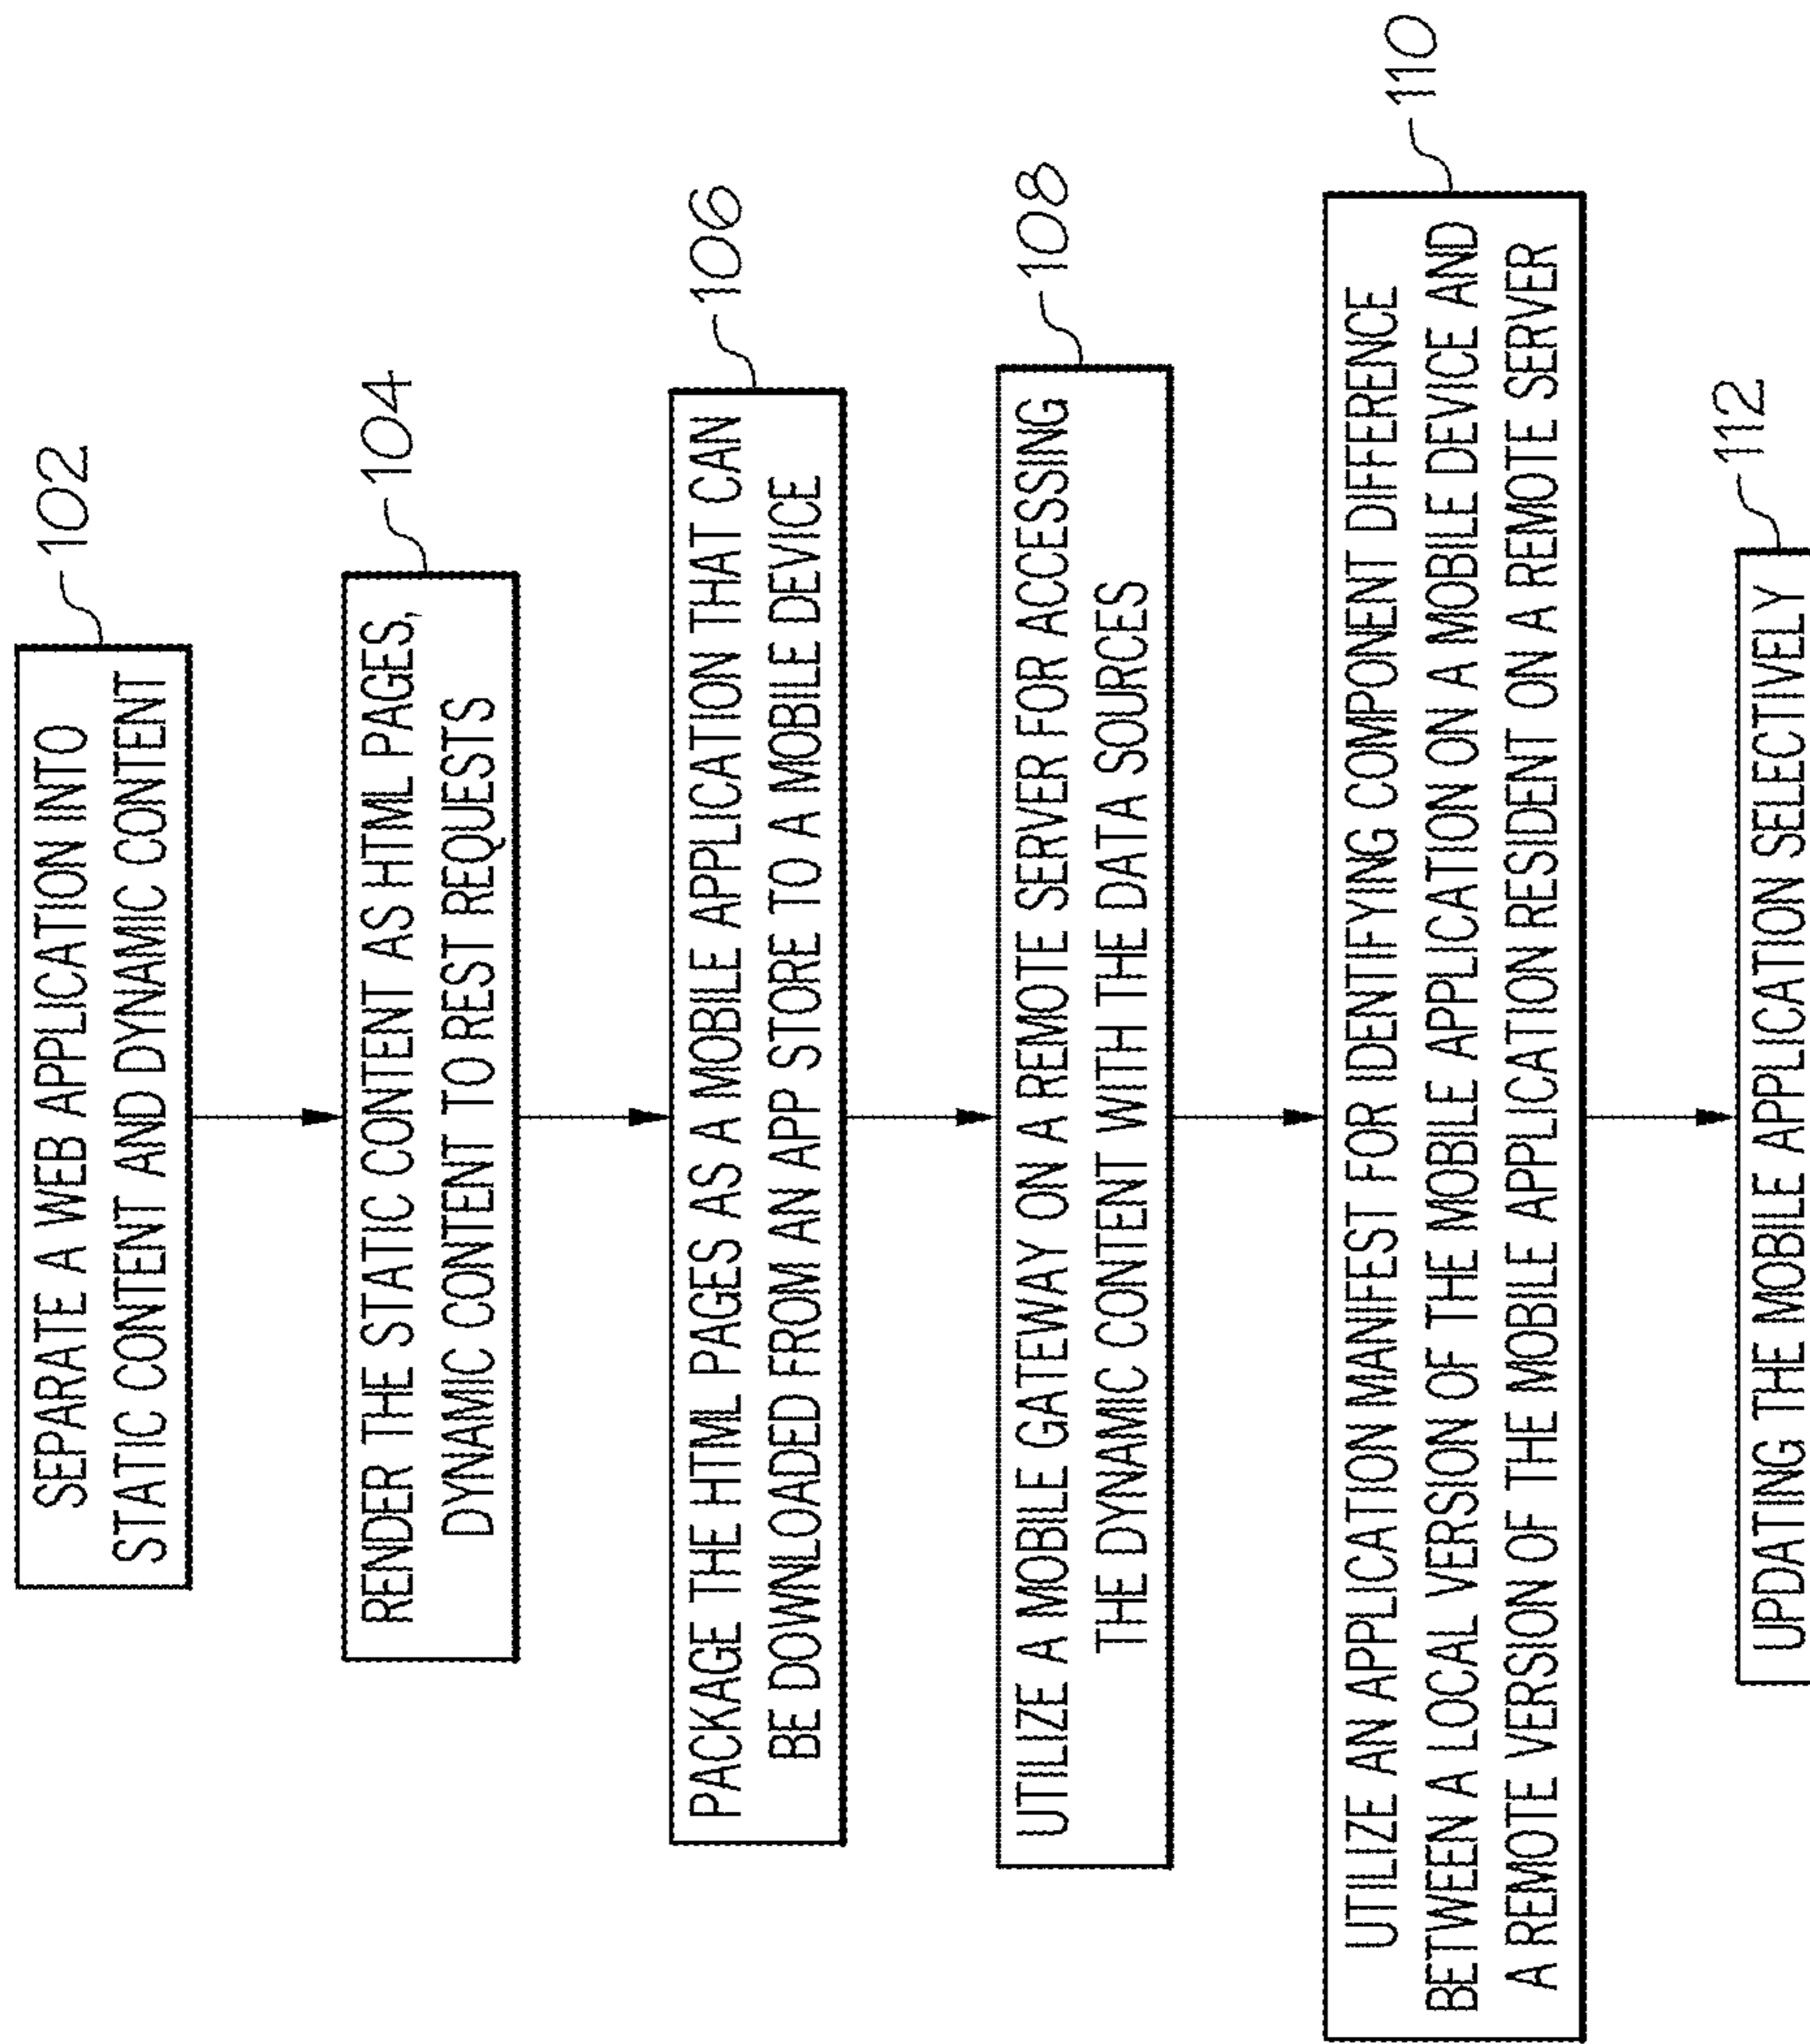 SEPARATE A WEB APPLICATION INTO
STATIC CONTENT AND DYNAMIC CONTENT
102
RENDER THE STATIC CONTENT AS HTML PAGES,
DYNAMIC CONTENT TO REST REQUESTS
104
PACKAGE THE HTML PAGES AS A MOBILE APPLICATION THAT CAN
BE DOWNLOADED FROM AN APP STORE TO A MOBILE DEVICE
106
UTILIZE A MOBILE GATEWAY ON A REMOTE SERVER FOR ACCESSING
THE DYNAMIC CONTENT WITH THE DATA SOURCES
108
UTILIZE AN APPLICATION MANIFEST FOR IDENTIFYING COMPONENT DIFFERENCE
BETWEEN A LOCAL VERSION OF THE MOBILE APPLICATION ON A MOBILE DEVICE AND
A REMOTE VERSION OF THE MOBILE APPLICATION RESIDENT ON A REMOTE SERVER
110
UPDATING THE MOBILE APPLICATION SELECTIVELY
112